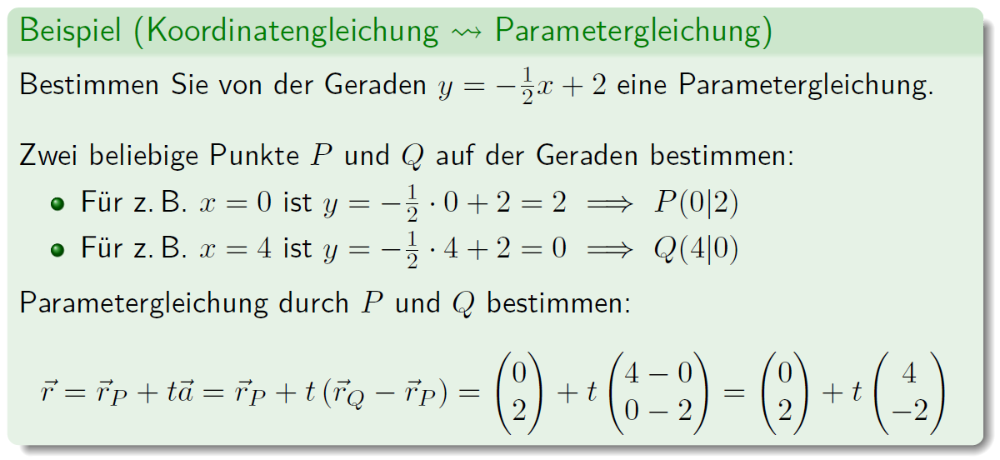 Beispiel (Koordinatengleichung ⇝ Parametergleichung)
Bestimmen Sie von der Geraden $y = -\frac{1}{2}x + 2$ eine Parametergleichung.
Zwei beliebige Punkte $P$ und $Q$ auf der Geraden bestimmen:
Für z. B. $x = 0$ ist $y = -\frac{1}{2} \cdot 0 + 2 = 2 \implies P(0|2)$
Für z. B. $x = 4$ ist $y = -\frac{1}{2} \cdot 4 + 2 = 0 \implies Q(4|0)$
Parametergleichung durch $P$ und $Q$ bestimmen:
$\vec{r} = \vec{r}_P + t\vec{a} = \vec{r}_P + t\left(\vec{r}_Q - \vec{r}_P\right) = \begin{pmatrix} 0 \\ 2 \end{pmatrix} + t \begin{pmatrix} 4 - 0 \\ 0 - 2 \end{pmatrix} = \begin{pmatrix} 0 \\ 2 \end{pmatrix} + t \begin{pmatrix} 4 \\ -2 \end{pmatrix}$